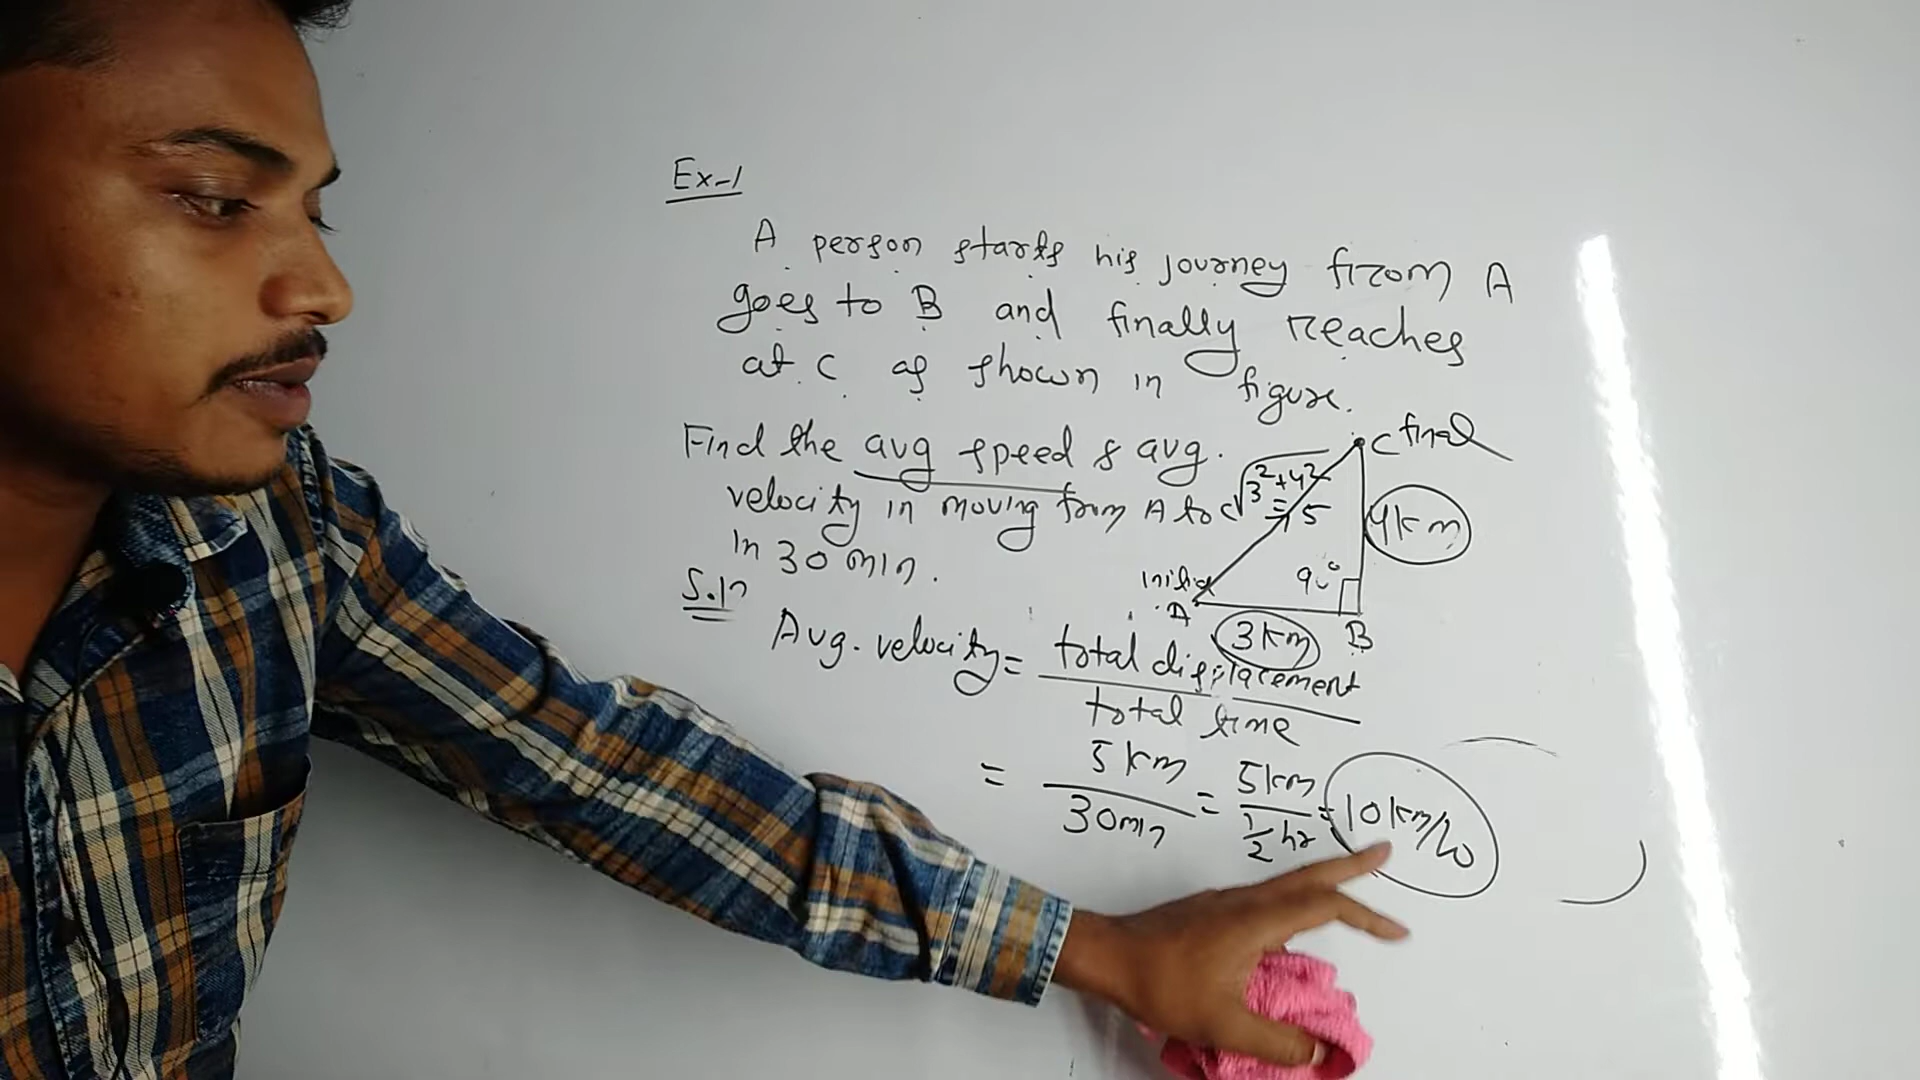 Ex-1
A person starts his journey from A
goes to B and finally reaches
at C as shown in figure.
Find the avg speed & avg.
velocity in moving from A to C
in 30 min.
C final
√3²+4²
= 5
4km
90°
initial
A
3km
B
Soln
Avg. velocity = total displacement
total time
= 5km / 30min = 5km / 1/2 hr = 10km/hr